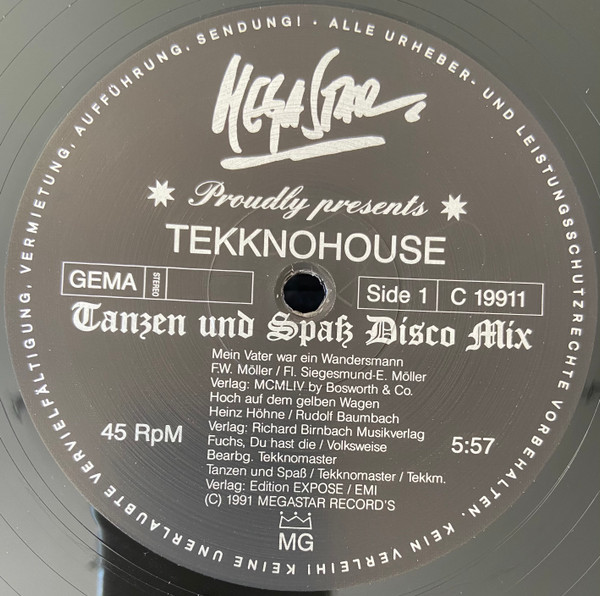 KEINE UNERLAUBTE VERVIELFÄLTIGUNG, VERMIETUNG, AUFFÜHRUNG, SENDUNG! · ALLE URHEBER- UND LEISTUNGSSCHUTZRECHTE VORBEHALTEN. KEIN VERLEIH!
MEGASTAR
Proudly presents
TEKKNOHOUSE
GEMA STEREO
Side 1 C 19911
Tanzen und Spaß Disco Mix
Mein Vater war ein Wandersmann
F.W. Möller / Fl. Siegesmund-E. Möller
Verlag: MCMLIV by Bosworth & Co.
Hoch auf dem gelben Wagen
Heinz Höhne / Rudolf Baumbach
Verlag: Richard Birnbach Musikverlag
Fuchs, Du hast die / Volksweise
Bearbg. Tekknomaster
Tanzen und Spaß / Tekknomaster / Tekkm.
Verlag: Edition EXPOSE / EMI
(C) 1991 MEGASTAR RECORD'S
45 RpM
5:57
MG